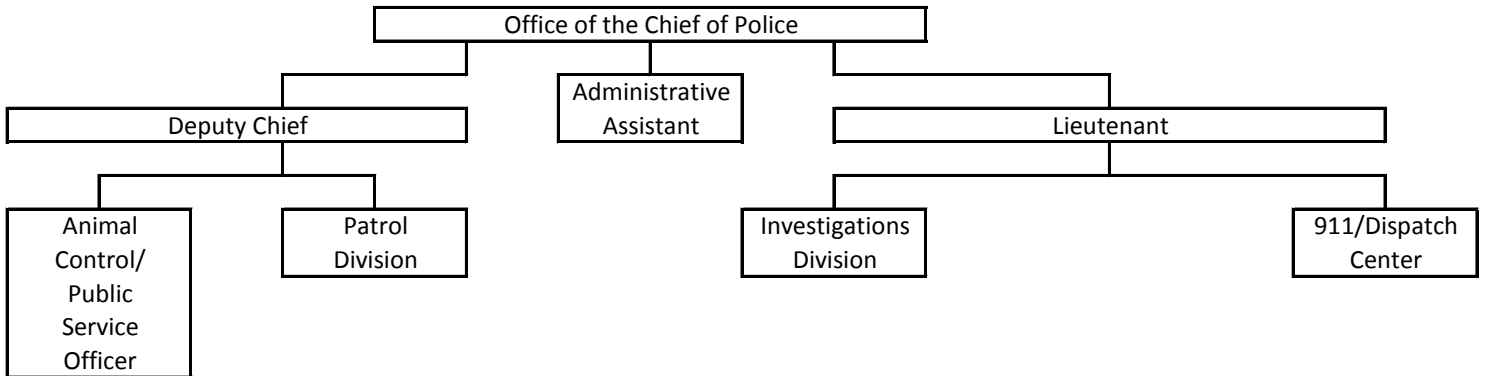 Office of the Chief of Police
Administrative
Assistant
Deputy Chief
Lieutenant
Animal
Control/
Public
Service
Officer
Patrol
Division
Investigations
Division
911/Dispatch
Center